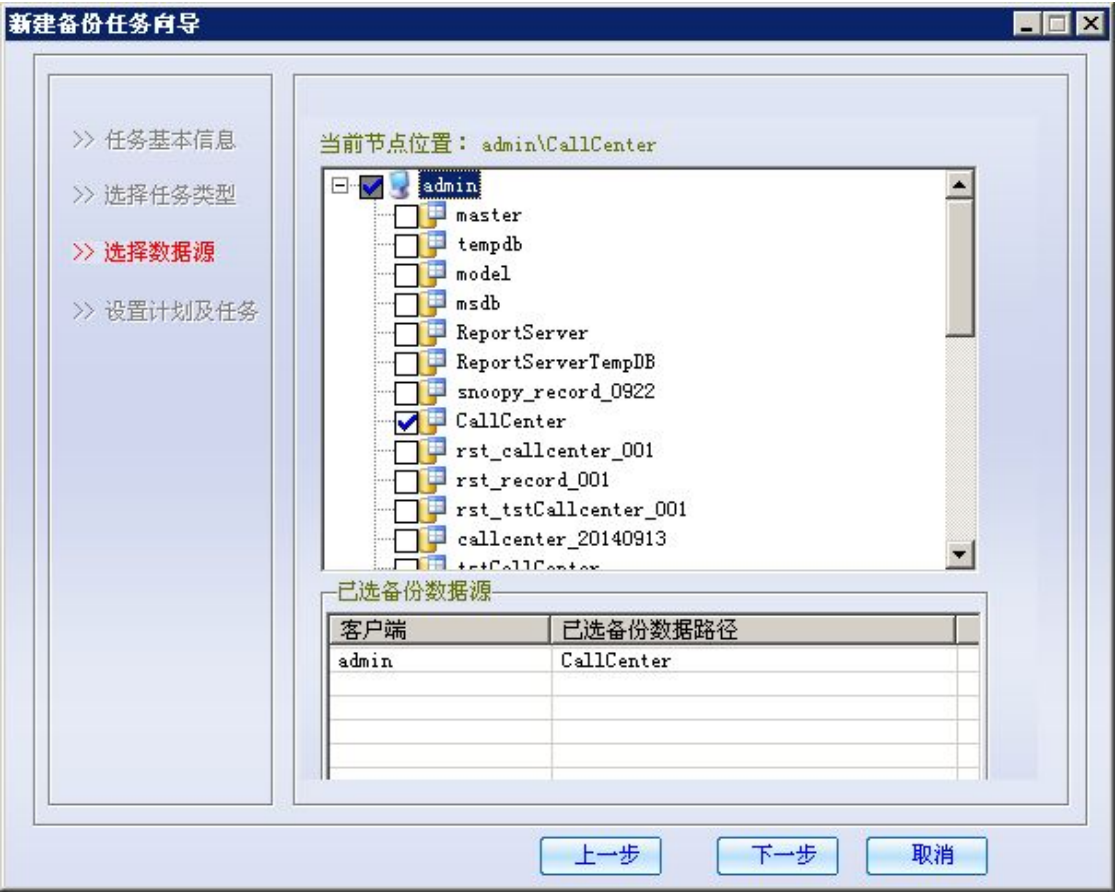 新建备份任务向导
>> 任务基本信息
>> 选择任务类型
>> 选择数据源
>> 设置计划及任务
当前节点位置： admin\CallCenter
admin
master
tempdb
model
msdb
ReportServer
ReportServerTempDB
snoopy_record_0922
CallCenter
rst_callcenter_001
rst_record_001
rst_tstCallcenter_001
callcenter_20140913
tstCallCenter
已选备份数据源
客户端 已选备份数据路径
admin CallCenter
上一步 下一步 取消